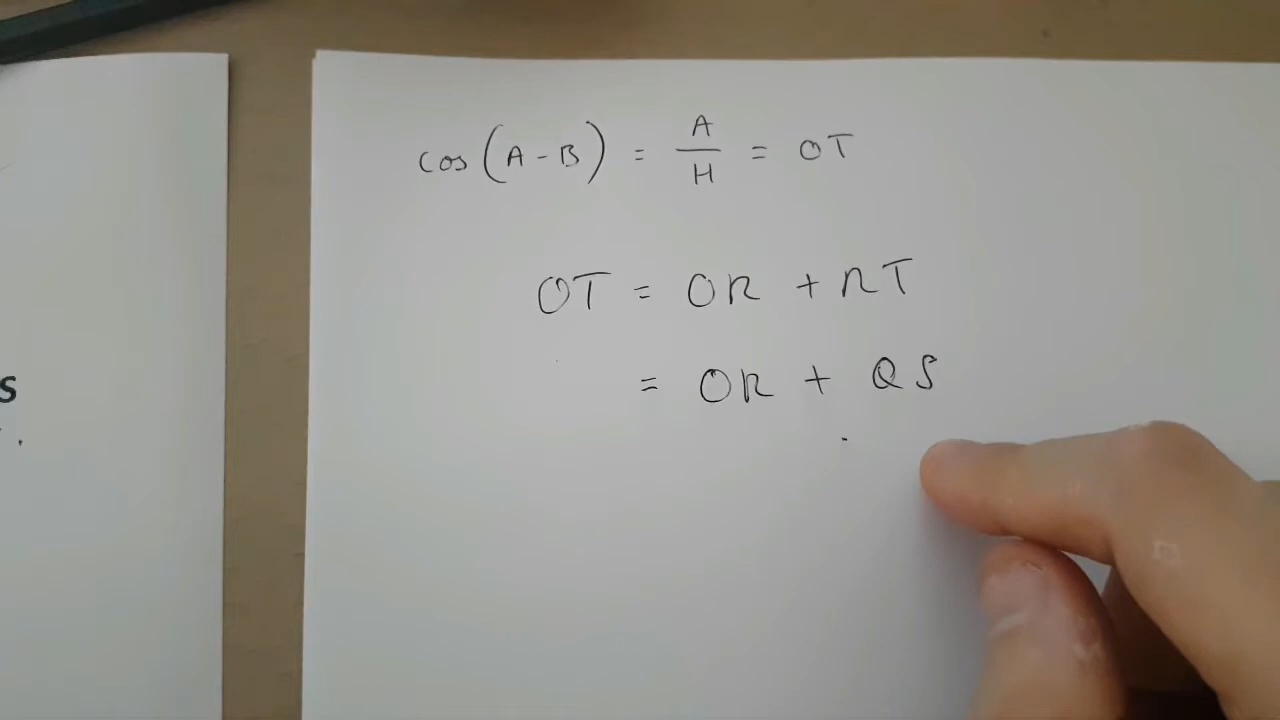 cos(A-B) = A/H = OT
OT = OR + RT
= OR + QS
s